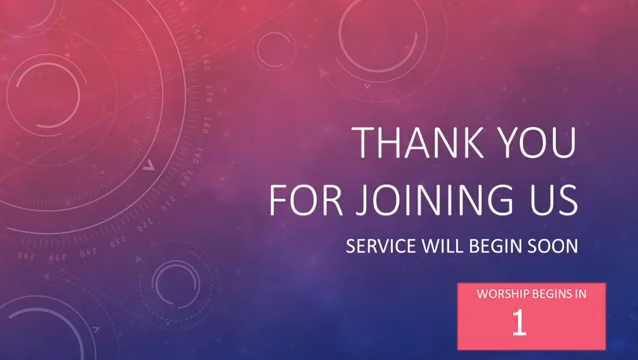 THANK YOU
FOR JOINING US
SERVICE WILL BEGIN SOON
WORSHIP BEGINS IN
1